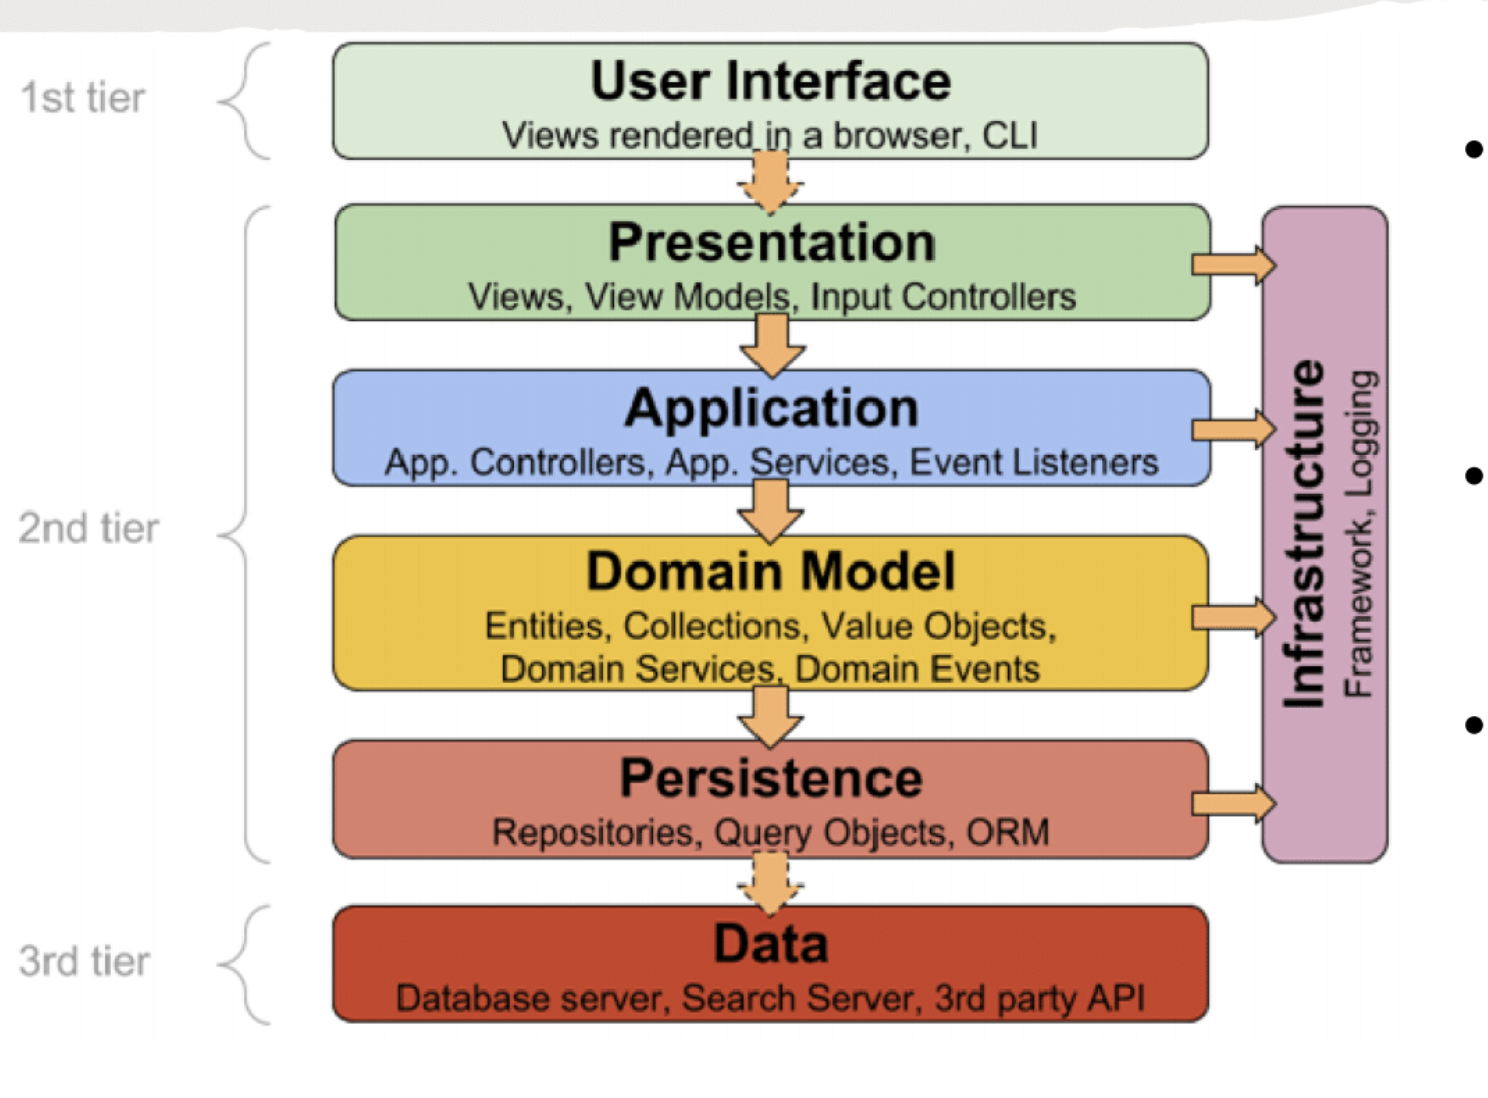 1st tier
User Interface
Views rendered in a browser, CLI
2nd tier
Presentation
Views, View Models, Input Controllers
Application
App. Controllers, App. Services, Event Listeners
Domain Model
Entities, Collections, Value Objects,
Domain Services, Domain Events
Persistence
Repositories, Query Objects, ORM
Infrastructure
Framework, Logging
3rd tier
Data
Database server, Search Server, 3rd party API